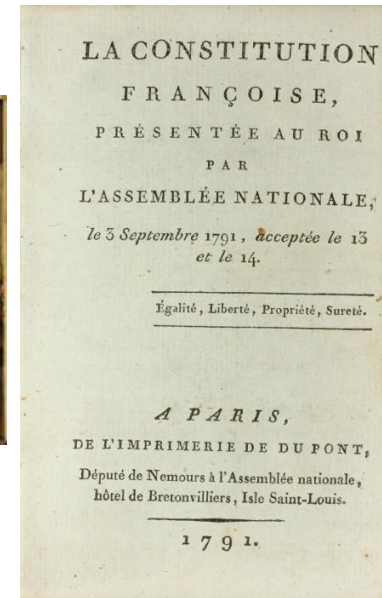 LA CONSTITUTION
FRANÇOISE,
PRÉSENTÉE AU ROI
PAR
L'ASSEMBLÉE NATIONALE,
le 3 Septembre 1791, acceptée le 13
et le 14.
Égalité, Liberté, Propriété, Sureté.
A PARIS,
DE L'IMPRIMERIE DE DU PONT,
Député de Nemours à l'Assemblée nationale,
hôtel de Bretonvilliers, Isle Saint-Louis.
1791.